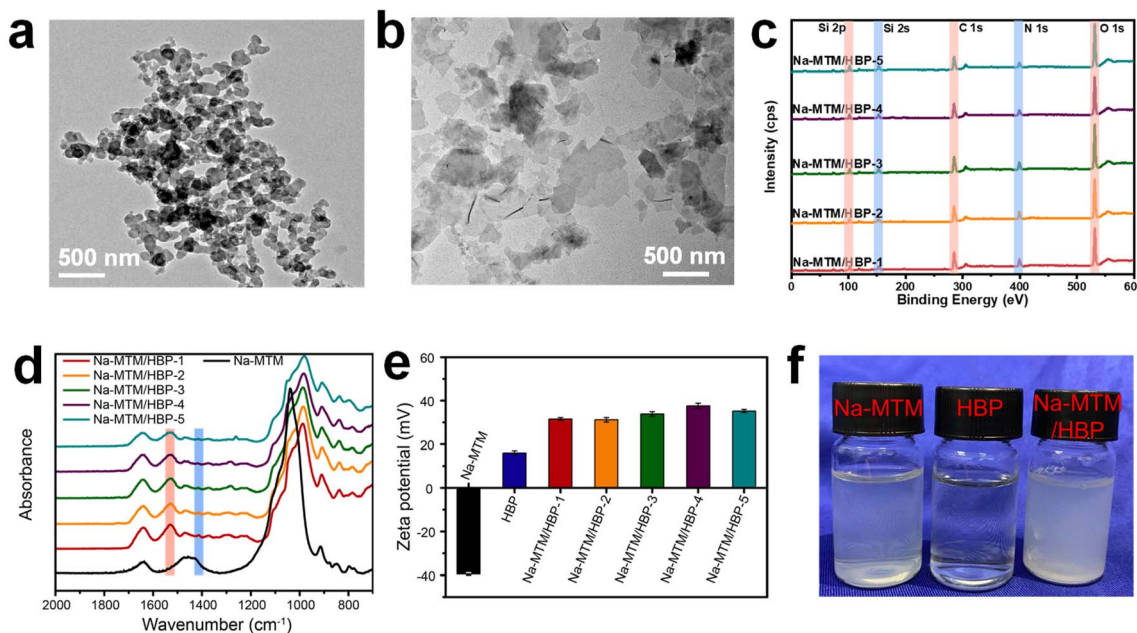 a
500 nm
b
500 nm
c
Si 2p
Si 2s
C 1s
N 1s
O 1s
Na-MTM/HBP-5
Na-MTM/HBP-4
Na-MTM/HBP-3
Na-MTM/HBP-2
Na-MTM/HBP-1
Intensity (cps)
0 100 200 300 400 500 60
Binding Energy (eV)
d
Na-MTM/HBP-1
Na-MTM
Na-MTM/HBP-2
Na-MTM/HBP-3
Na-MTM/HBP-4
Na-MTM/HBP-5
Absorbance
2000 1800 1600 1400 1200 1000 800
Wavenumber (cm⁻¹)
e
Zeta potential (mV)
60
40
20
0
-20
-40
Na-MTM
HBP
Na-MTM/HBP-1
Na-MTM/HBP-2
Na-MTM/HBP-3
Na-MTM/HBP-4
Na-MTM/HBP-5
f
Na-MTM
HBP
Na-MTM
/HBP